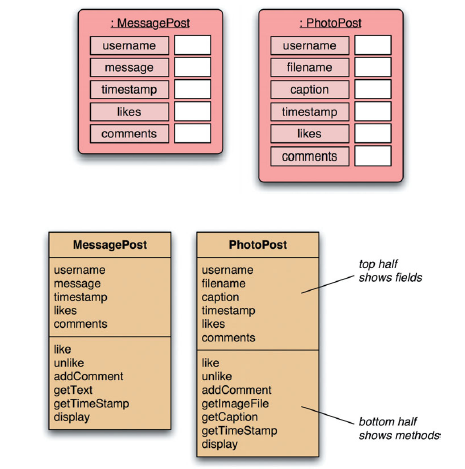 : MessagePost
username
message
timestamp
likes
comments
: PhotoPost
username
filename
caption
timestamp
likes
comments
MessagePost
username
message
timestamp
likes
comments
like
unlike
addComment
getText
getTimeStamp
display
PhotoPost
username
filename
caption
timestamp
likes
comments
like
unlike
addComment
getImageFile
getCaption
getTimeStamp
display
top half
shows fields
bottom half
shows methods